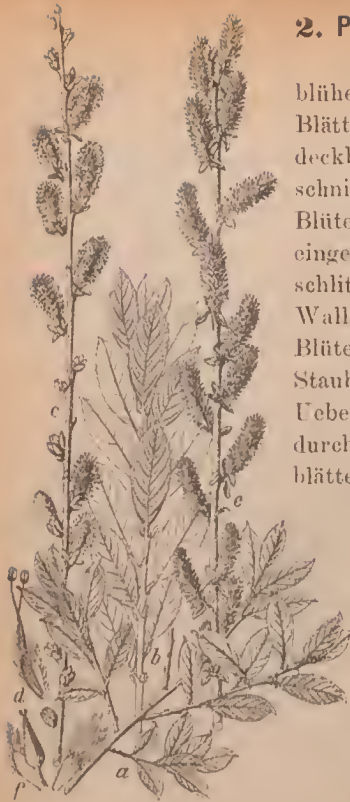 2. P
blühe
Blätt
deckb
schni
Blüte
einge
schlit
Wall
Blüte
Staub
Uebe
durch
blätte
c
e
b
d
a
f